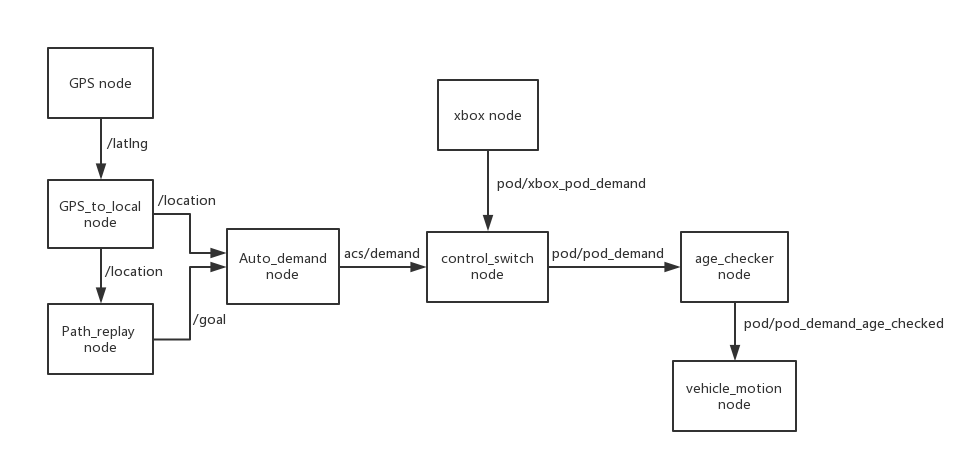 GPS node
/latlng
GPS_to_local
node
/location
/location
Path_replay
node
/goal
Auto_demand
node
acs/demand
xbox node
pod/xbox_pod_demand
control_switch
node
pod/pod_demand
age_checker
node
pod/pod_demand_age_checked
vehicle_motion
node